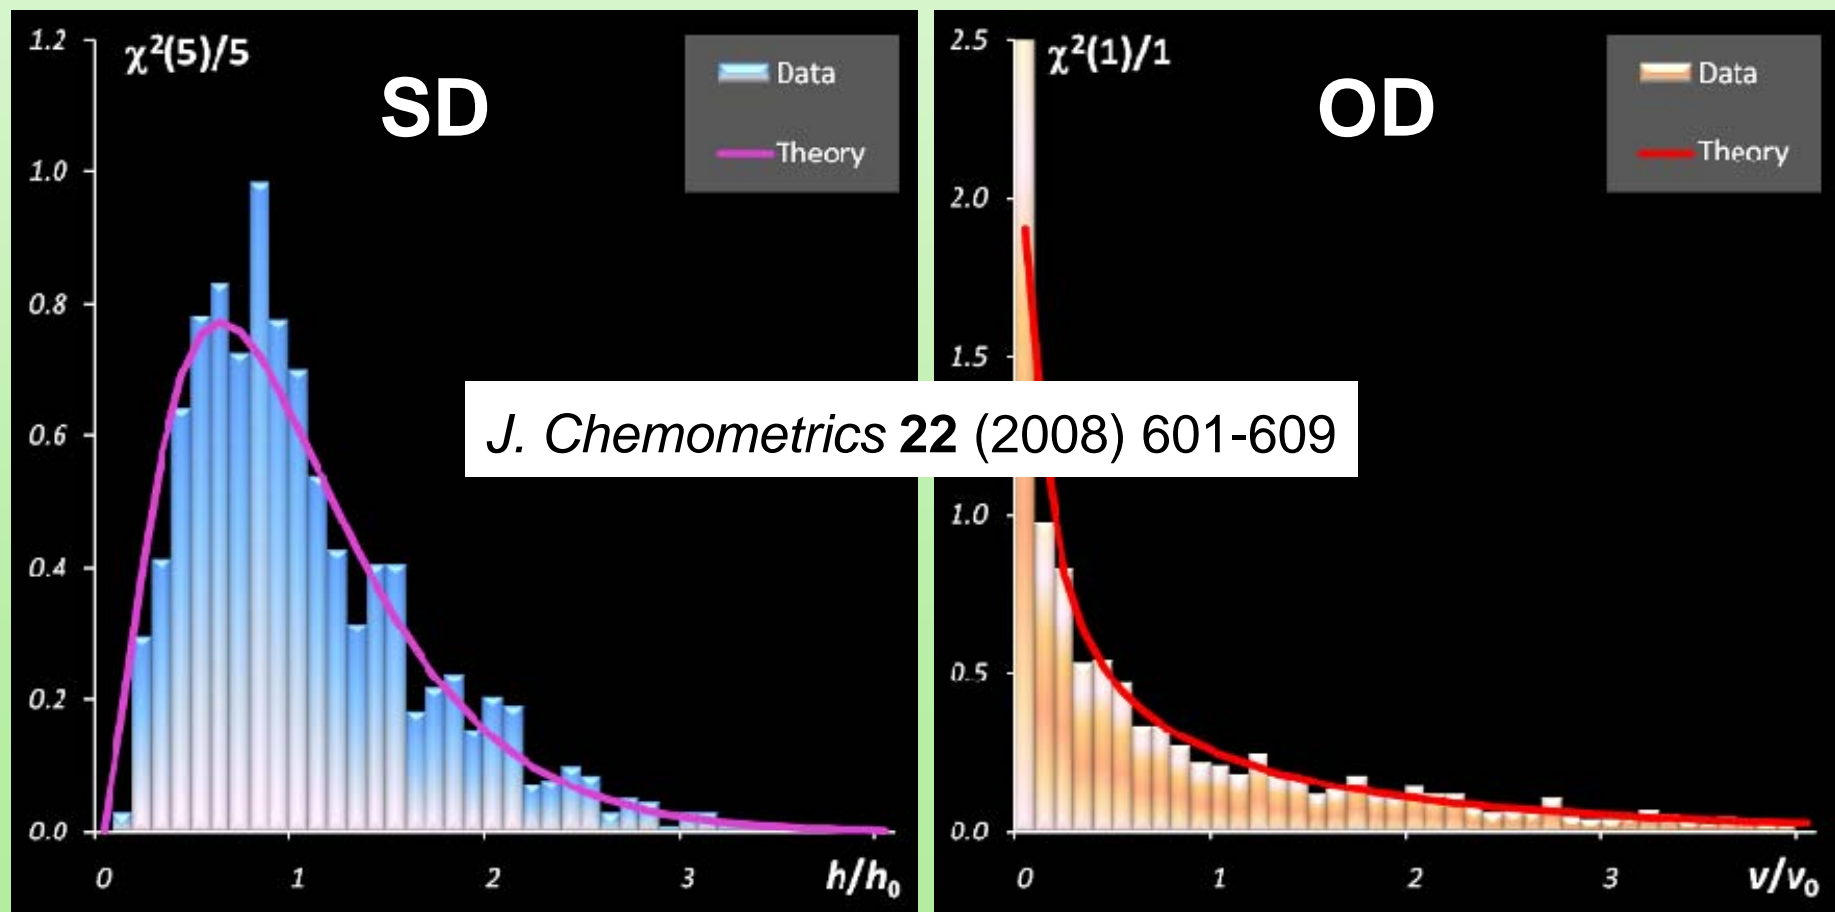 χ²(5)/5
SD
Data
Theory
1.2
1.0
0.8
0.6
0.4
0.2
0.0
0 1 2 3 h/h₀
χ²(1)/1
OD
Data
Theory
2.5
2.0
1.5
1.0
0.5
0.0
0 1 2 3 v/v₀
J. Chemometrics 22 (2008) 601-609